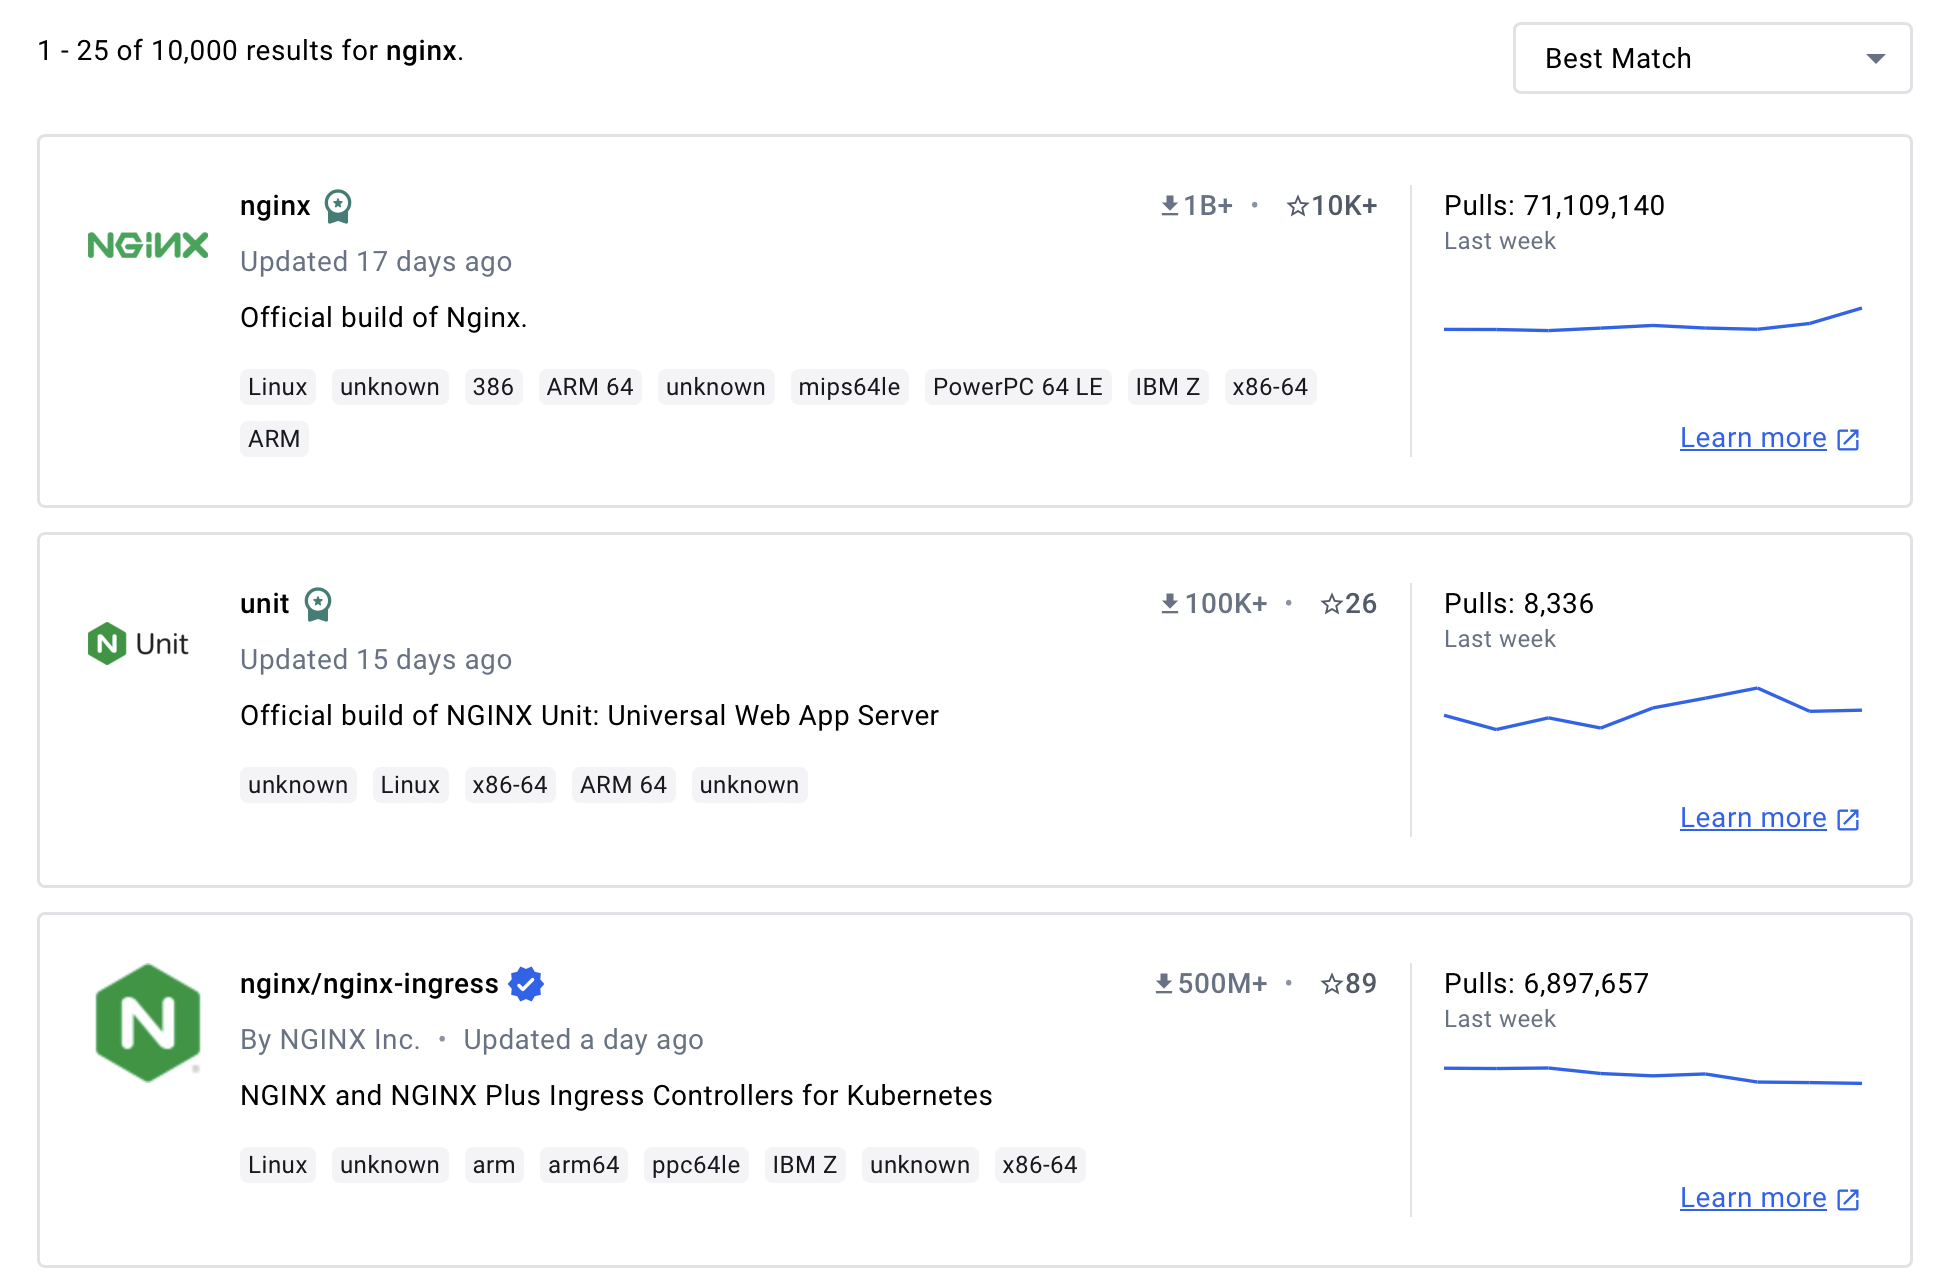 1 - 25 of 10,000 results for nginx.
Best Match
NGINX
nginx
1B+ • 10K+
Updated 17 days ago
Official build of Nginx.
Linux unknown 386 ARM 64 unknown mips64le PowerPC 64 LE IBM Z x86-64
ARM
Pulls: 71,109,140
Last week
Learn more
N Unit
unit
100K+ • 26
Updated 15 days ago
Official build of NGINX Unit: Universal Web App Server
unknown Linux x86-64 ARM 64 unknown
Pulls: 8,336
Last week
Learn more
N
nginx/nginx-ingress
500M+ • 89
By NGINX Inc. • Updated a day ago
NGINX and NGINX Plus Ingress Controllers for Kubernetes
Linux unknown arm arm64 ppc64le IBM Z unknown x86-64
Pulls: 6,897,657
Last week
Learn more